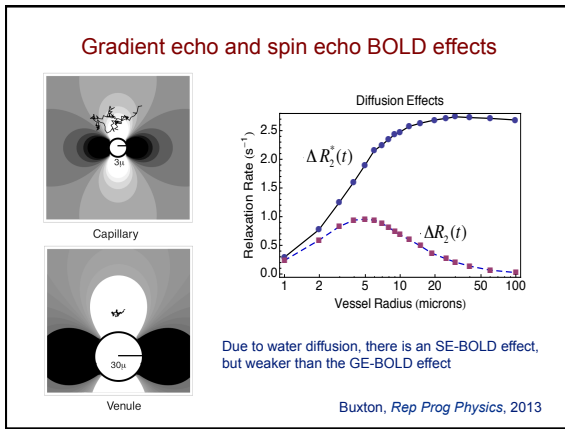 Gradient echo and spin echo BOLD effects
3μ
Capillary
30μ
Venule
Diffusion Effects
Relaxation Rate (s⁻¹)
2.5
2.0
1.5
1.0
0.5
0.0
ΔR₂*(t)
ΔR₂(t)
1 2 5 10 20 50 100
Vessel Radius (microns)
Due to water diffusion, there is an SE-BOLD effect,
but weaker than the GE-BOLD effect
Buxton, Rep Prog Physics, 2013